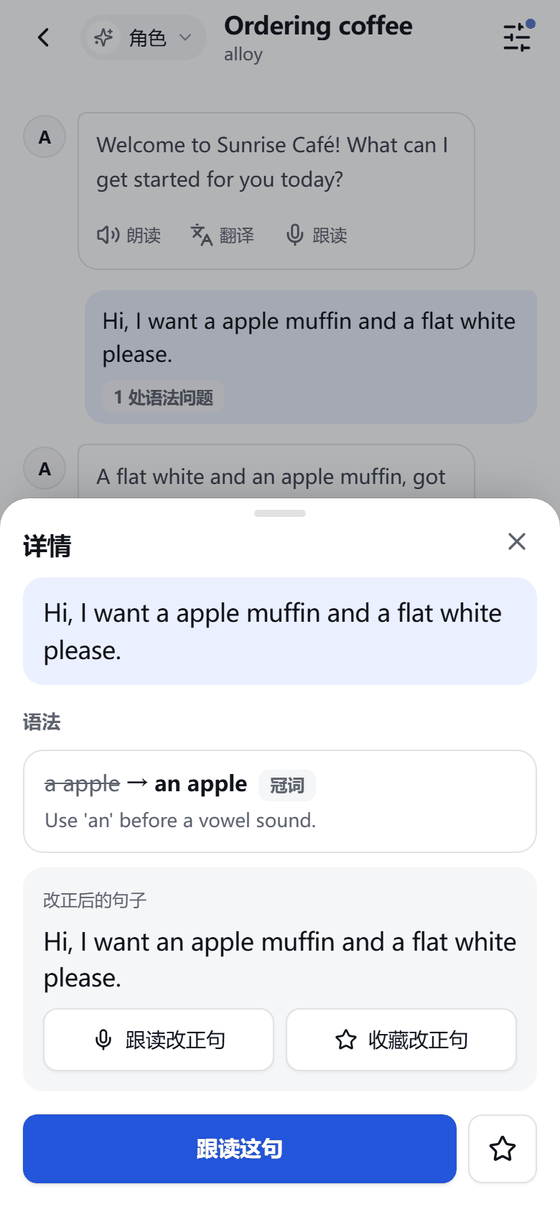 角色
Ordering coffee
alloy
A
Welcome to Sunrise Café! What can I
get started for you today?
朗读 翻译 跟读
Hi, I want a apple muffin and a flat white
please.
1 处语法问题
A
A flat white and an apple muffin, got
详情
Hi, I want a apple muffin and a flat white
please.
语法
a apple → an apple 冠词
Use 'an' before a vowel sound.
改正后的句子
Hi, I want an apple muffin and a flat white
please.
跟读改正句 收藏改正句
跟读这句